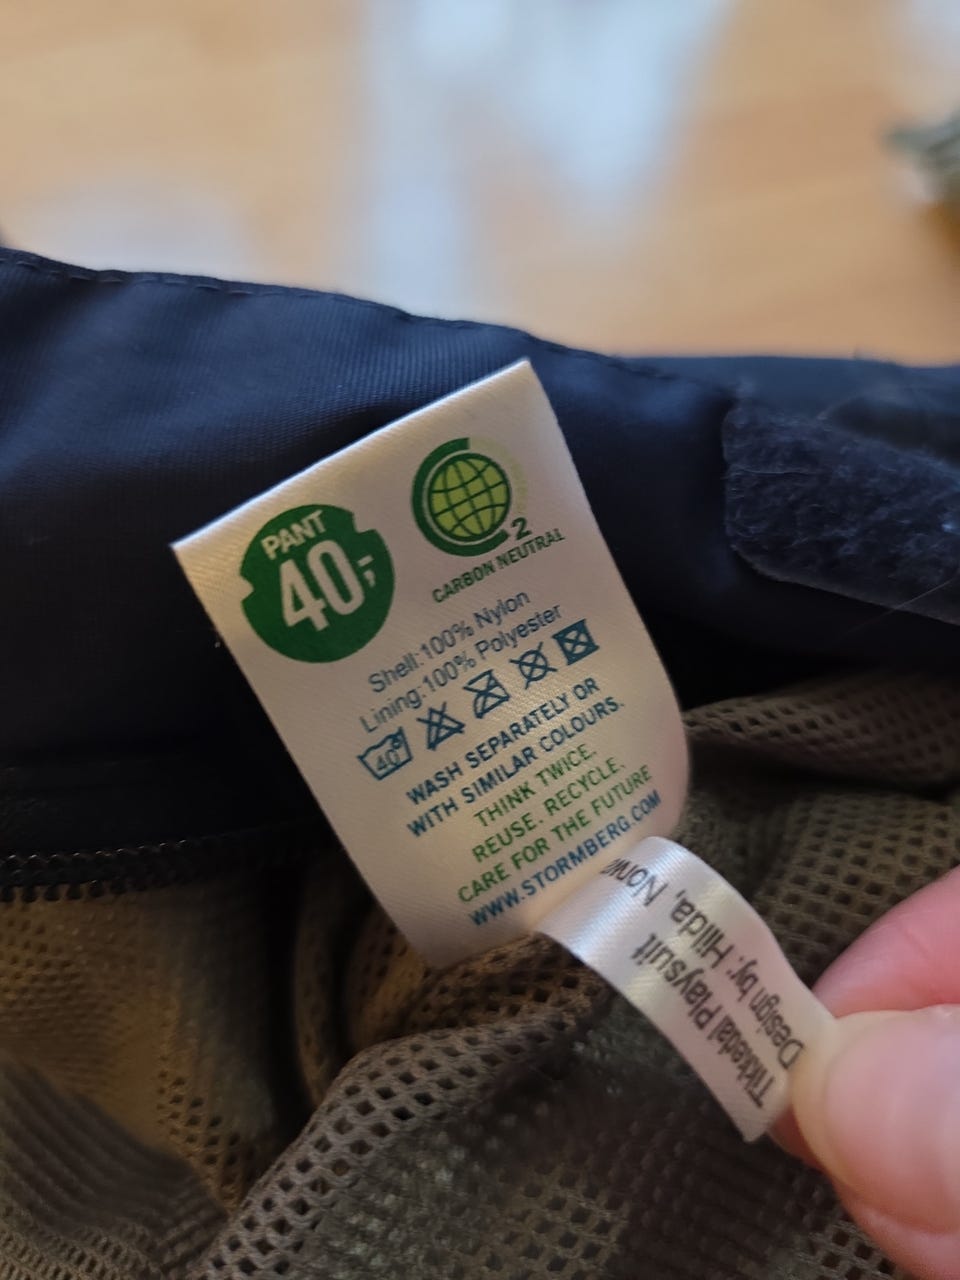 PANT
40,-
2
CARBON NEUTRAL
Shell:100% Nylon
Lining:100% Polyester
40
WASH SEPARATELY OR
WITH SIMILAR COLOURS.
THINK TWICE.
REUSE. RECYCLE.
CARE FOR THE FUTURE
WWW.STORMBERG.COM
Tikkedal Playsuit
Design by: Hilda,